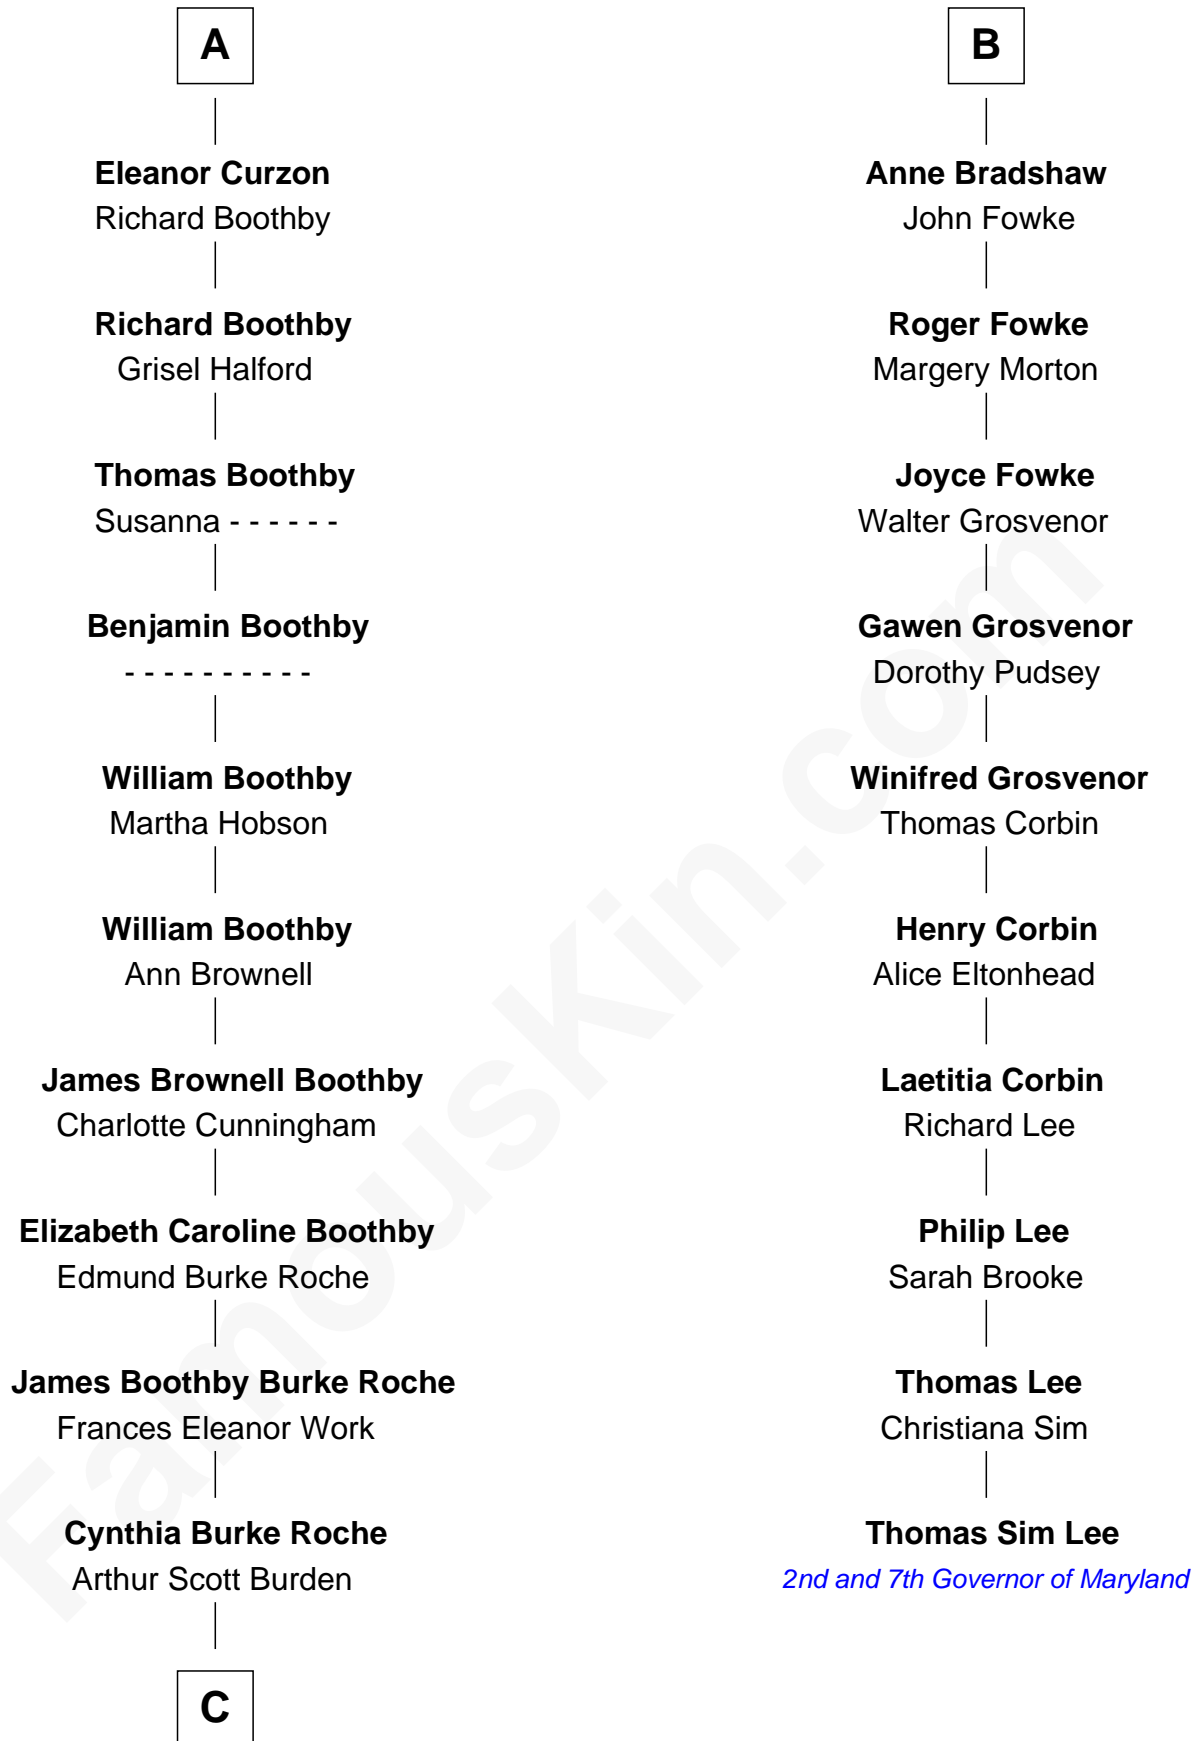 A
Eleanor Curzon
Richard Boothby
Richard Boothby
Grisel Halford
Thomas Boothby
Susanna - - - - - -
Benjamin Boothby
- - - - - - - - - -
William Boothby
Martha Hobson
William Boothby
Ann Brownell
James Brownell Boothby
Charlotte Cunningham
Elizabeth Caroline Boothby
Edmund Burke Roche
James Boothby Burke Roche
Frances Eleanor Work
Cynthia Burke Roche
Arthur Scott Burden
C
B
Anne Bradshaw
John Fowke
Roger Fowke
Margery Morton
Joyce Fowke
Walter Grosvenor
Gawen Grosvenor
Dorothy Pudsey
Winifred Grosvenor
Thomas Corbin
Henry Corbin
Alice Eltonhead
Laetitia Corbin
Richard Lee
Philip Lee
Sarah Brooke
Thomas Lee
Christiana Sim
Thomas Sim Lee
2nd and 7th Governor of Maryland
FamousKin.com